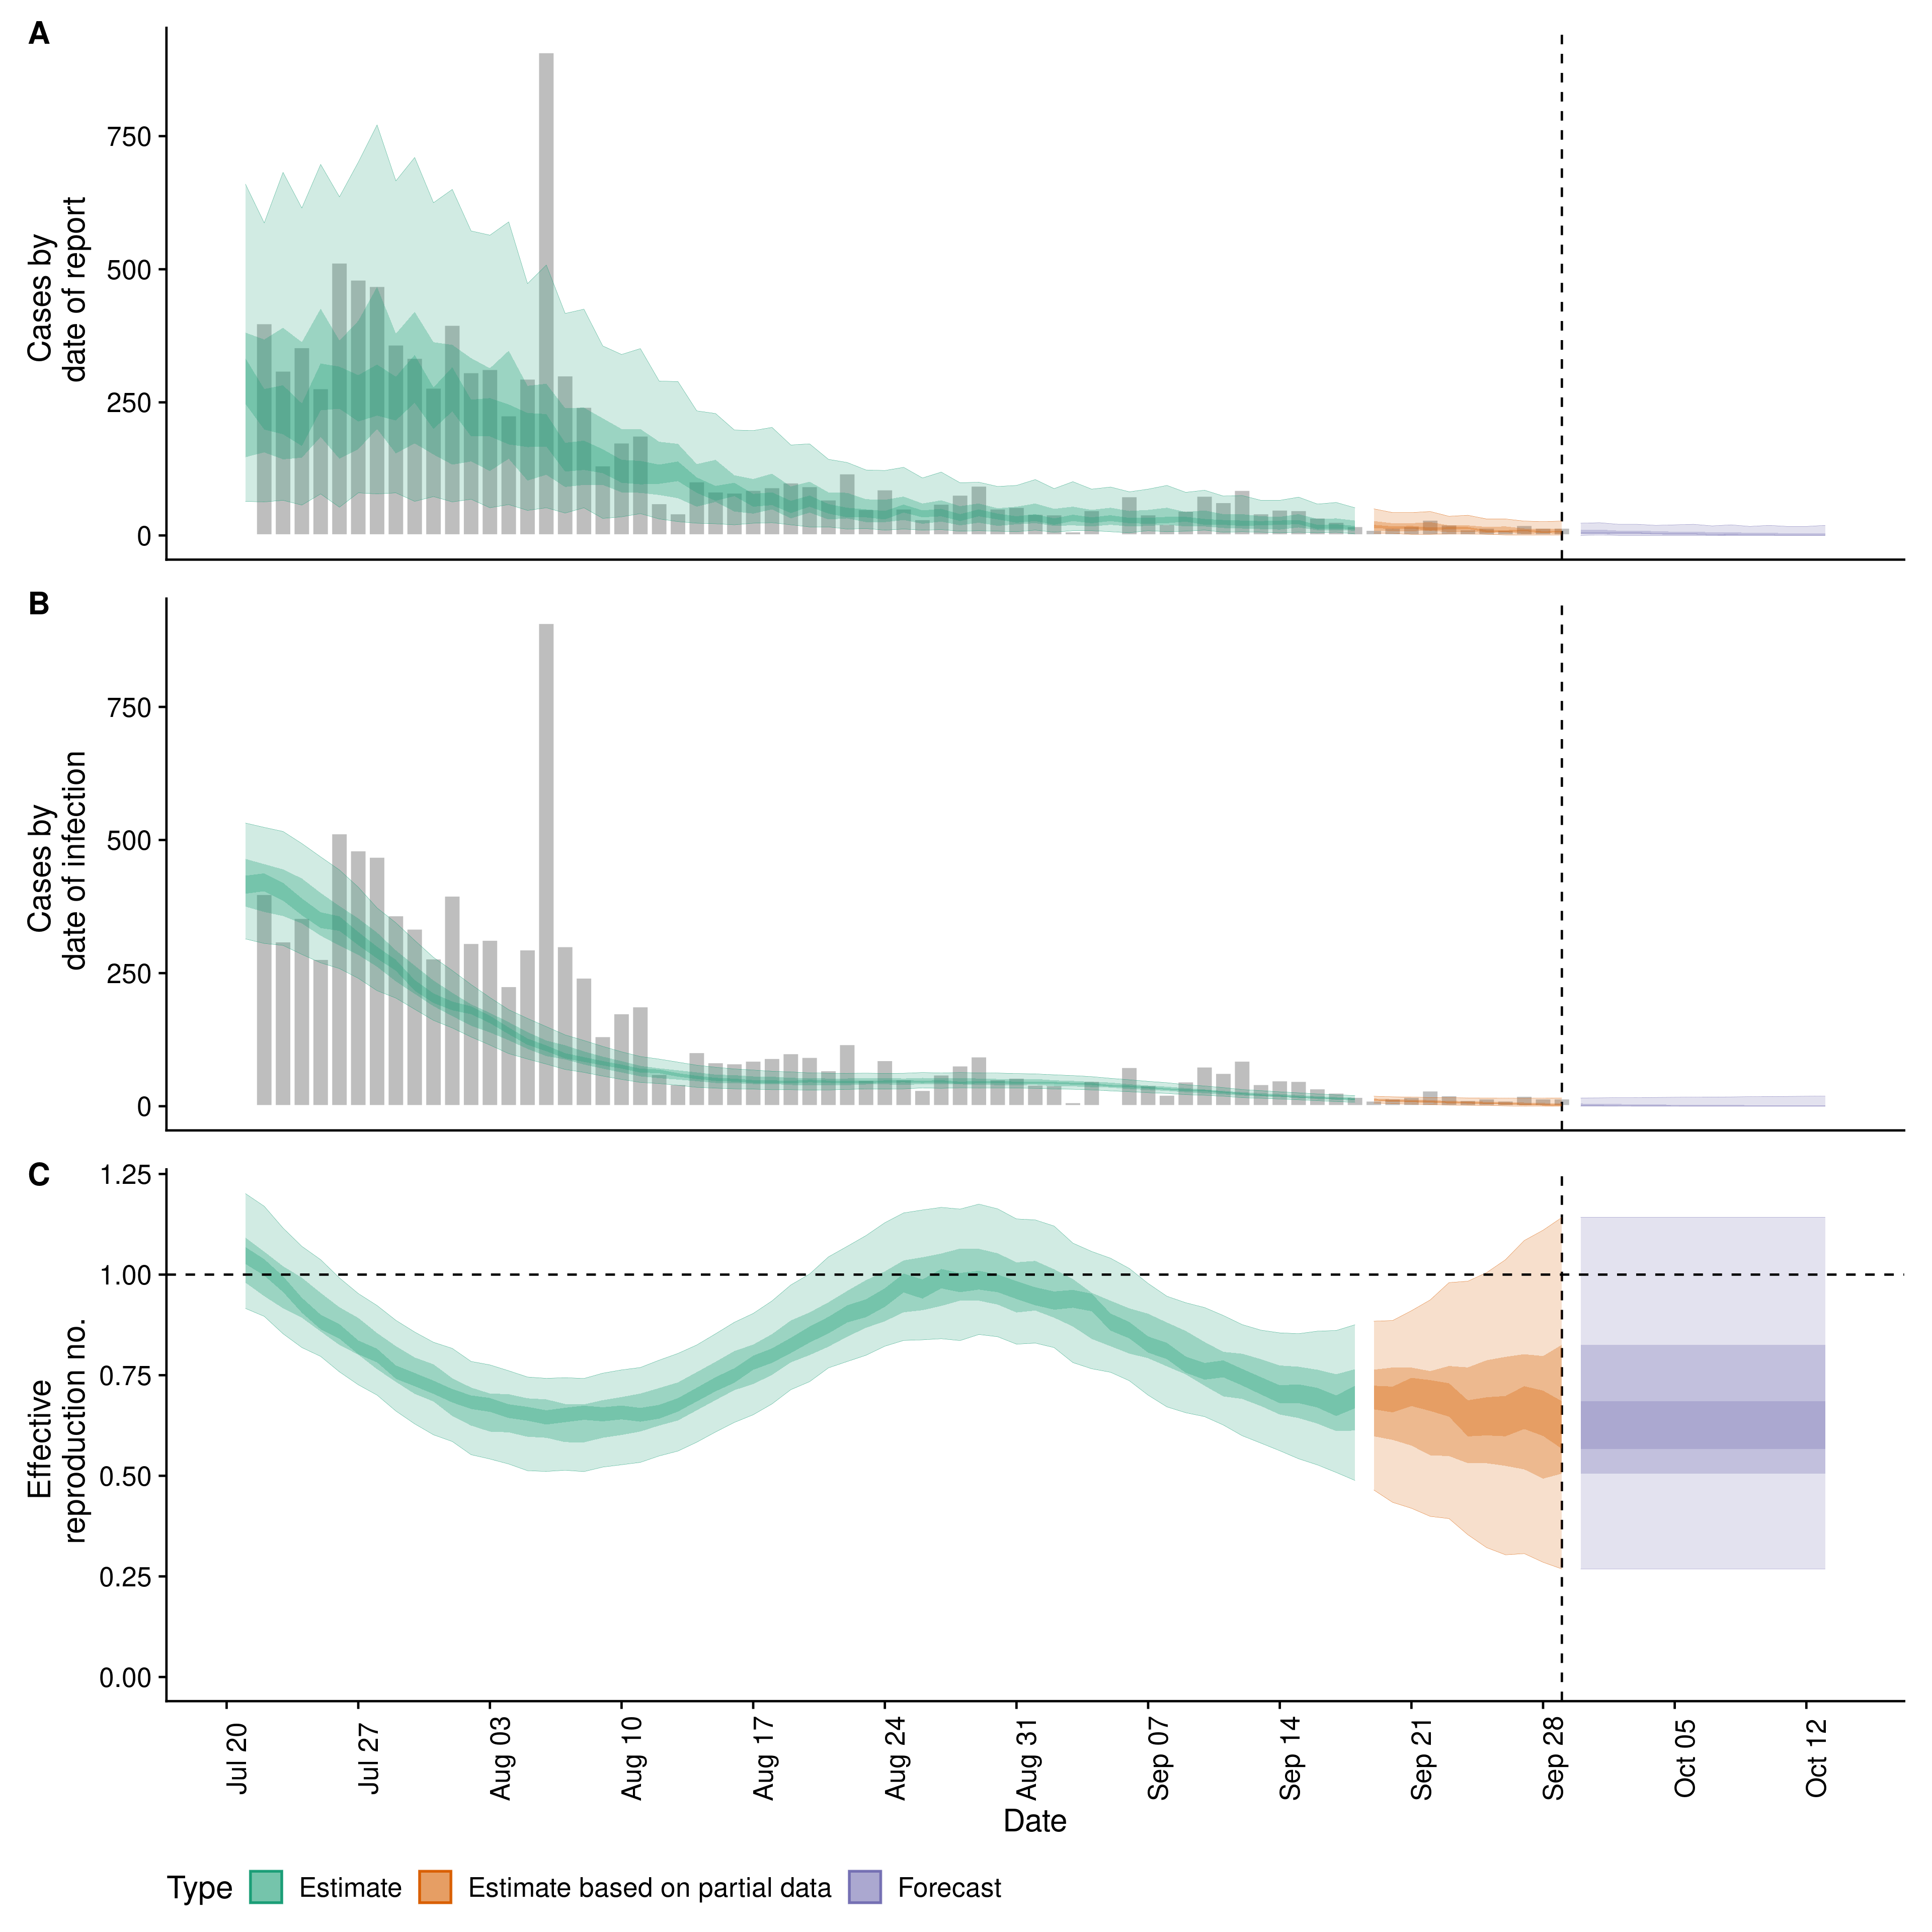 A
Cases by
date of report
750
500
250
0
B
Cases by
date of infection
750
500
250
0
C
Effective
reproduction no.
1.25
1.00
0.75
0.50
0.25
0.00
Jul 20
Jul 27
Aug 03
Aug 10
Aug 17
Aug 24
Aug 31
Sep 07
Sep 14
Sep 21
Sep 28
Oct 05
Oct 12
Date
Type Estimate Estimate based on partial data Forecast